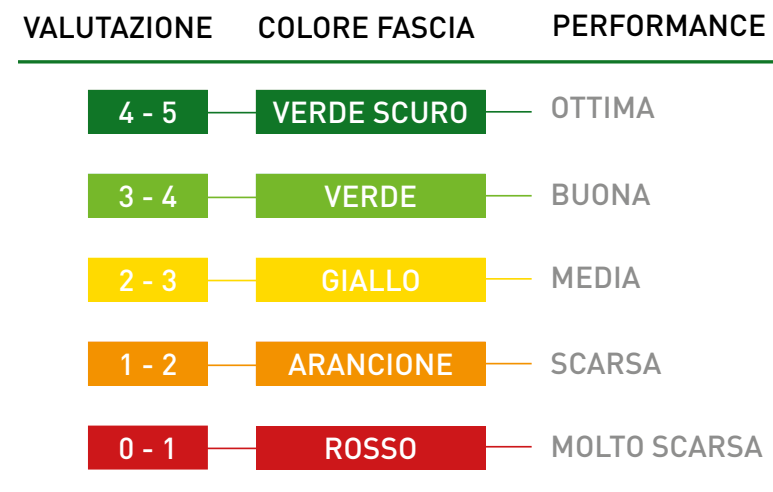 VALUTAZIONE COLORE FASCIA PERFORMANCE
4 - 5 VERDE SCURO OTTIMA
3 - 4 VERDE BUONA
2 - 3 GIALLO MEDIA
1 - 2 ARANCIONE SCARSA
0 - 1 ROSSO MOLTO SCARSA